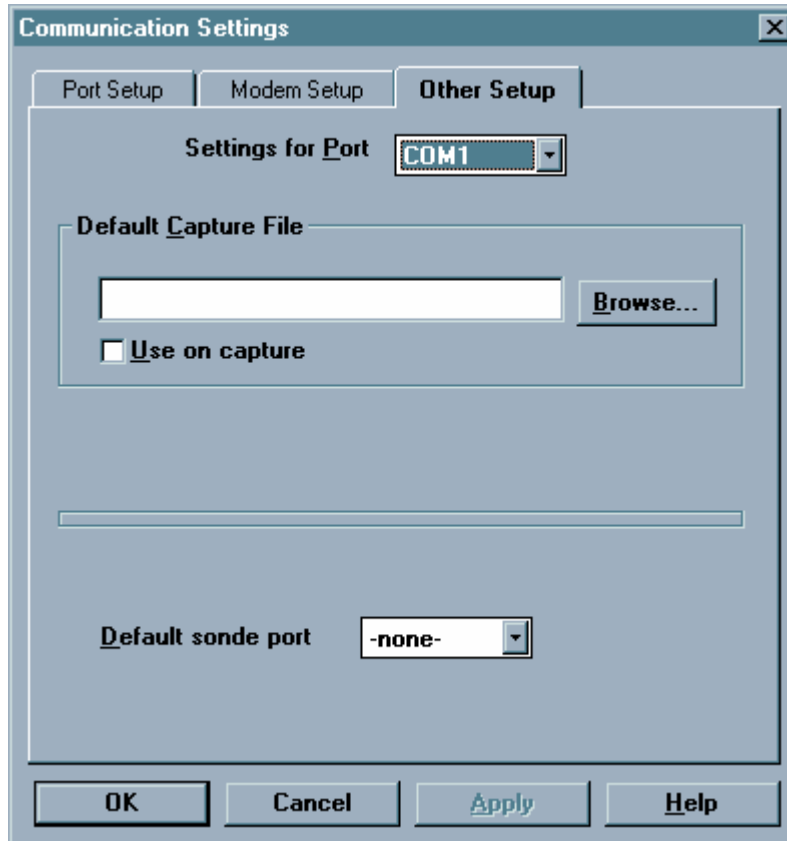 Communication Settings
Port Setup Modem Setup Other Setup
Settings for Port COM1
Default Capture File
Browse...
Use on capture
Default sonde port -none-
OK Cancel Apply Help